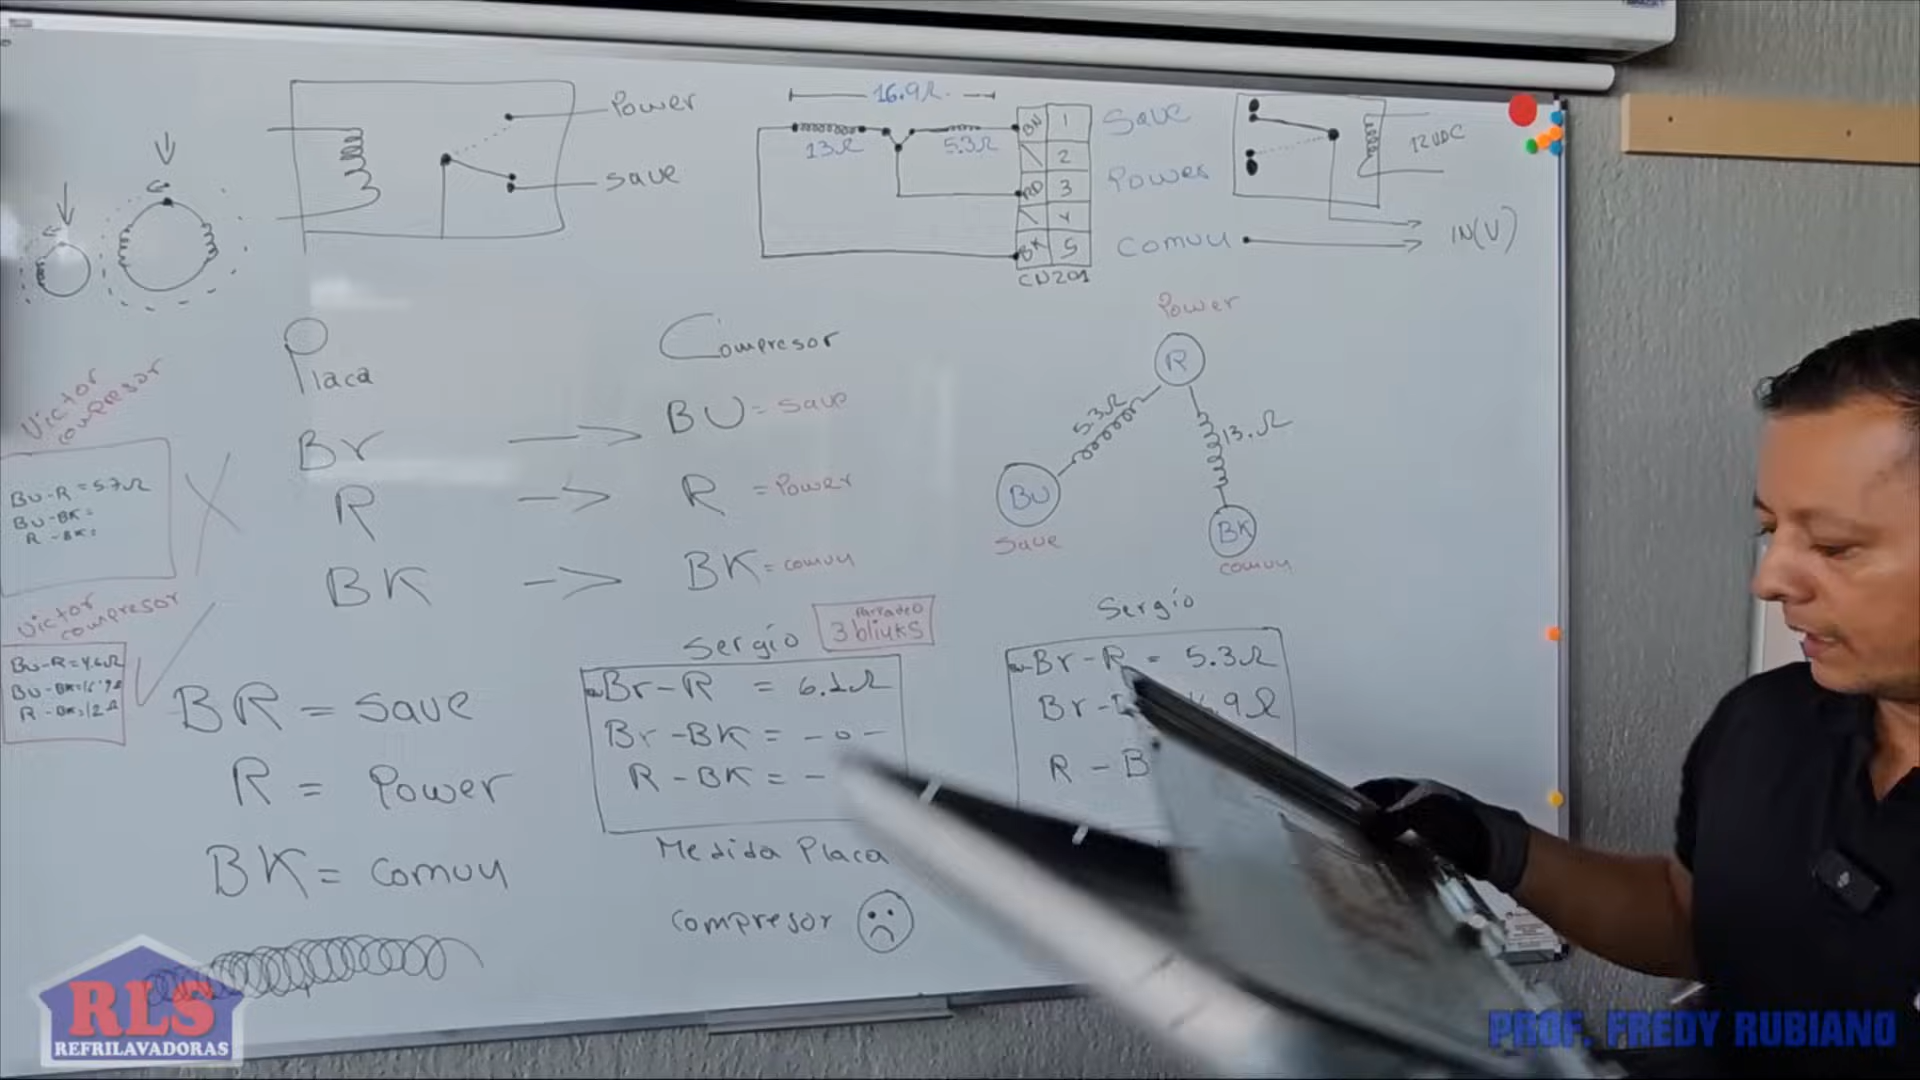 Power
save
16.9Ω
13Ω
5.3Ω
BN 1
2
RD 3
4
BK 5
CN201
Save
Power
Comun
12VDC
IN(V)
Placa
Br
R
BK
Compresor
BU = save
R = Power
BK = comun
Power
R
5.3Ω
13.Ω
BU
Save
BK
comun
Victor
compresor
BU-R = 5.7Ω
BU-BK=
R-BK=
Victor
compresor
BU-R=4.6Ω
BU-BK=16.9Ω
R-BK=12Ω
BR = Save
R = Power
BK = comun
Sergio
3 blinks
Br-R = 6.1Ω
Br-BK = -0-
R-BK = -
Medida Placa
compresor
Sergio
Br-R = 5.3Ω
Br-
.9Ω
R - B
RLS
REFRILAVADORAS
PROF. FREDY RUBIANO